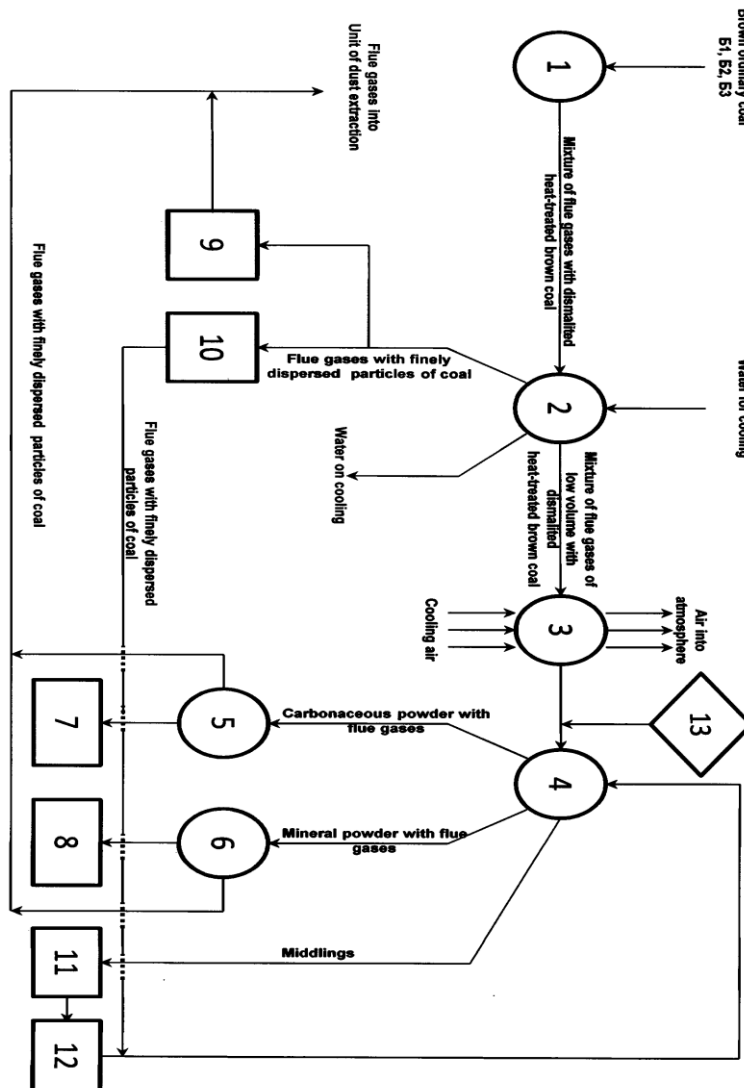 Brown ordinary coal
Б1, Б2, Б3
Water for cooling
Air into
atmosphere
13
1
Mixture of flue gases with dismalited
heat-treated brown coal
2
Mixture of flue gases of
low volume with
dismalited
heat-treated brown coal
3
4
Cooling air
Flue gases with finely
dispersed particles of coal
Water on cooling
Carbonaceous powder with
flue gases
Mineral powder with flue
gases
Middlings
Flue gases into
Unit of dust extraction
9
10
5
6
Flue gases with finely dispersed
particles of coal
7
8
11
12
Flue gases with finely dispersed particles of coal